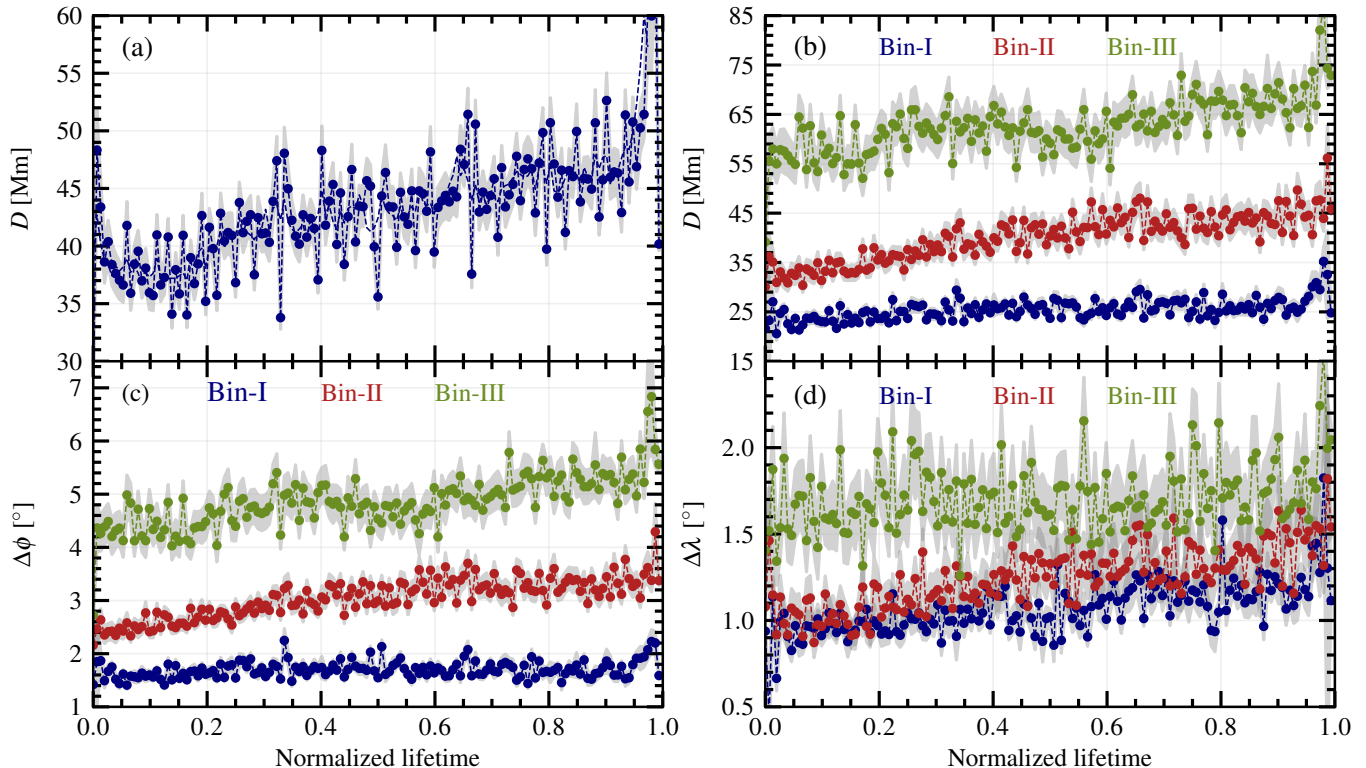 60
55
50
45
40
35
30
D [Mm]
(a)
85
75
65
55
45
35
25
15
D [Mm]
(b)
Bin-I Bin-II Bin-III
7
6
5
4
3
2
1
Δϕ [°]
(c)
Bin-I Bin-II Bin-III
0.0 0.2 0.4 0.6 0.8 1.0
Normalized lifetime
2.0
1.5
1.0
0.5
Δλ [°]
(d)
Bin-I Bin-II Bin-III
0.0 0.2 0.4 0.6 0.8 1.0
Normalized lifetime